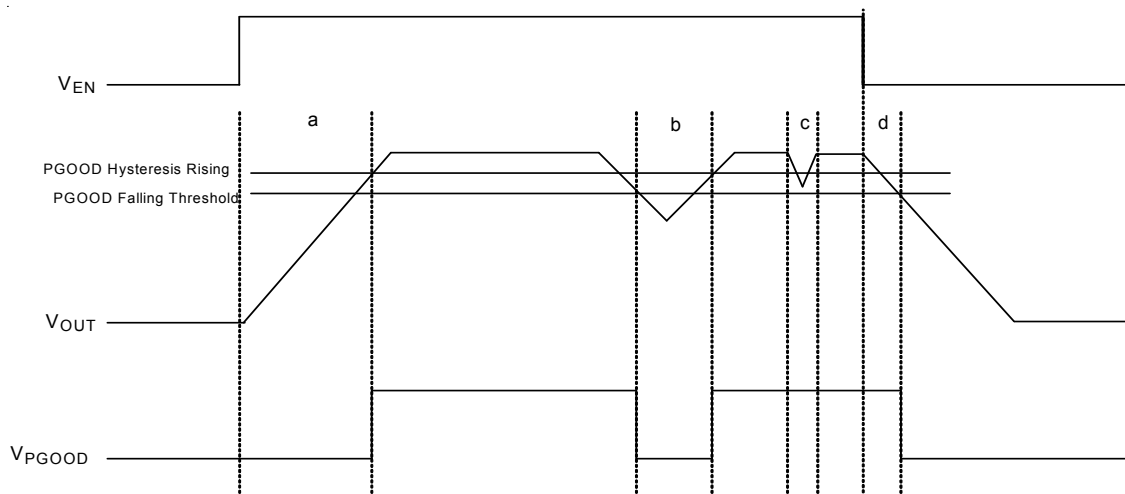 VEN
a
b
c
d
PGOOD Hysteresis Rising
PGOOD Falling Threshold
VOUT
VPGOOD